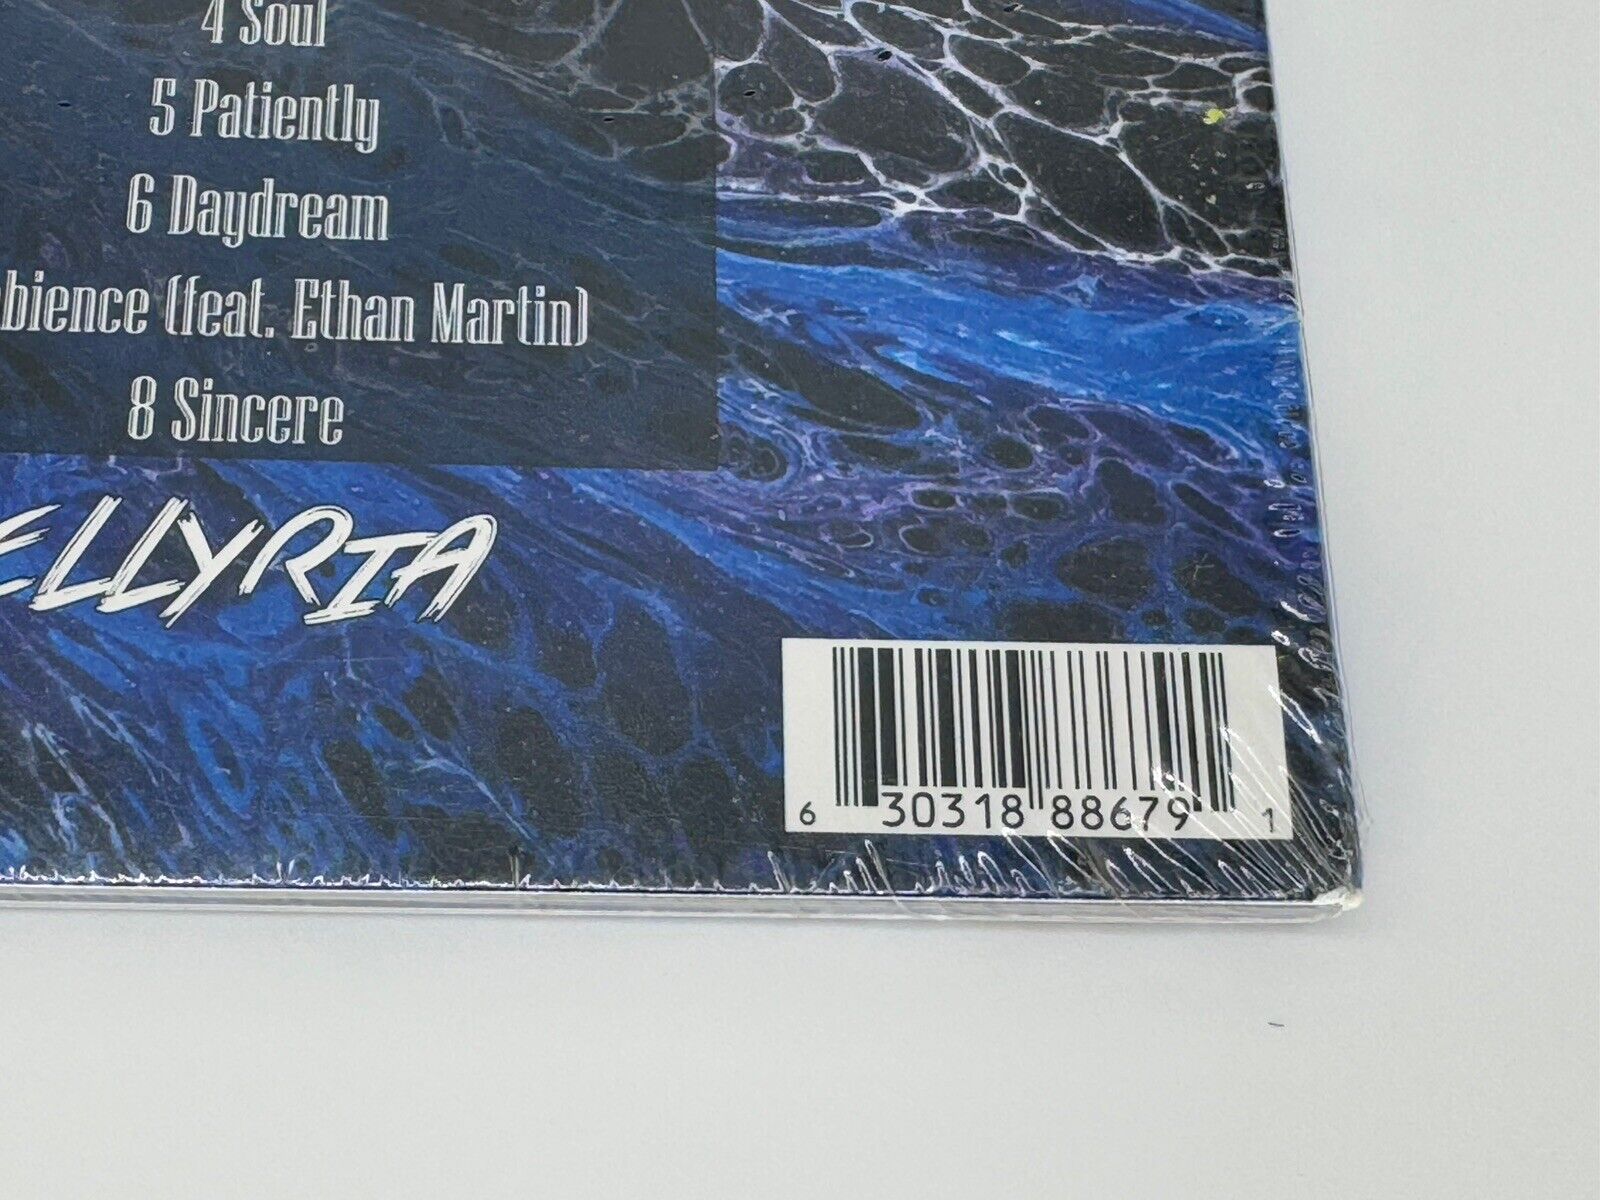 4 Soul
5 Patiently
6 Daydream
bience (feat. Ethan Martin)
8 Sincere
ELLYRIA
6 30318 88679 1